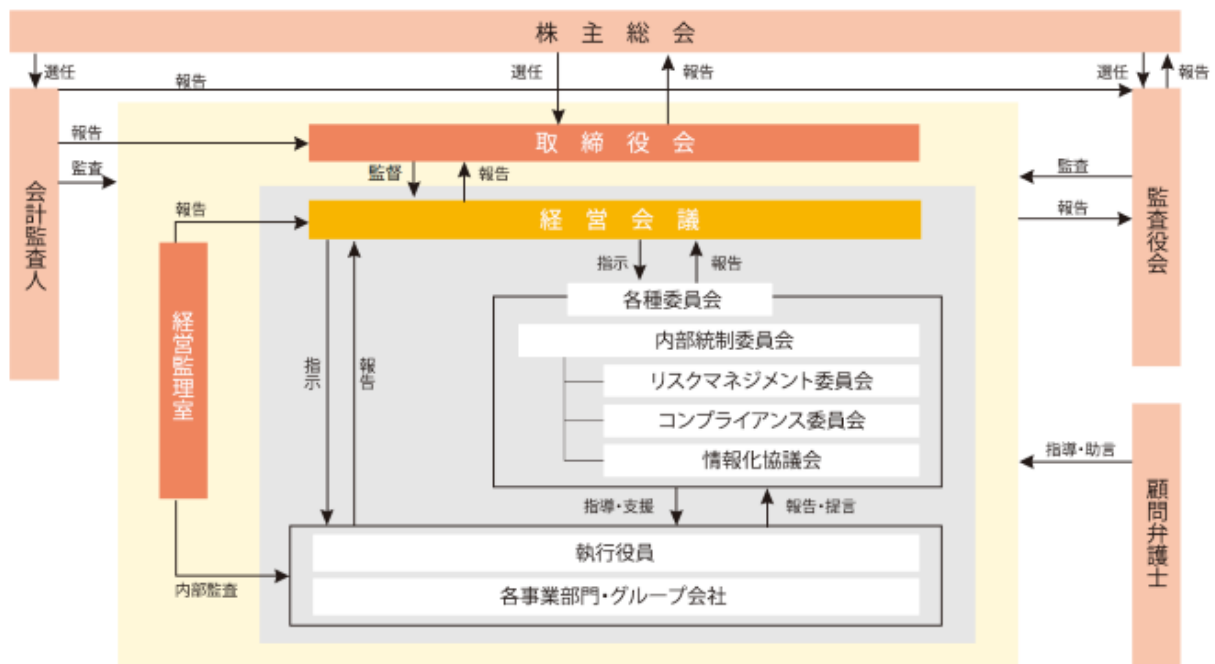 株主総会
選任
報告
選任
報告
選任
報告
会計監査人
報告
監査
取締役会
監督
報告
監査
報告
監査役会
報告
経営会議
経営監理室
指示
報告
指示
報告
各種委員会
内部統制委員会
リスクマネジメント委員会
コンプライアンス委員会
情報化協議会
指導・助言
顧問弁護士
指導・支援
報告・提言
内部監査
執行役員
各事業部門・グループ会社